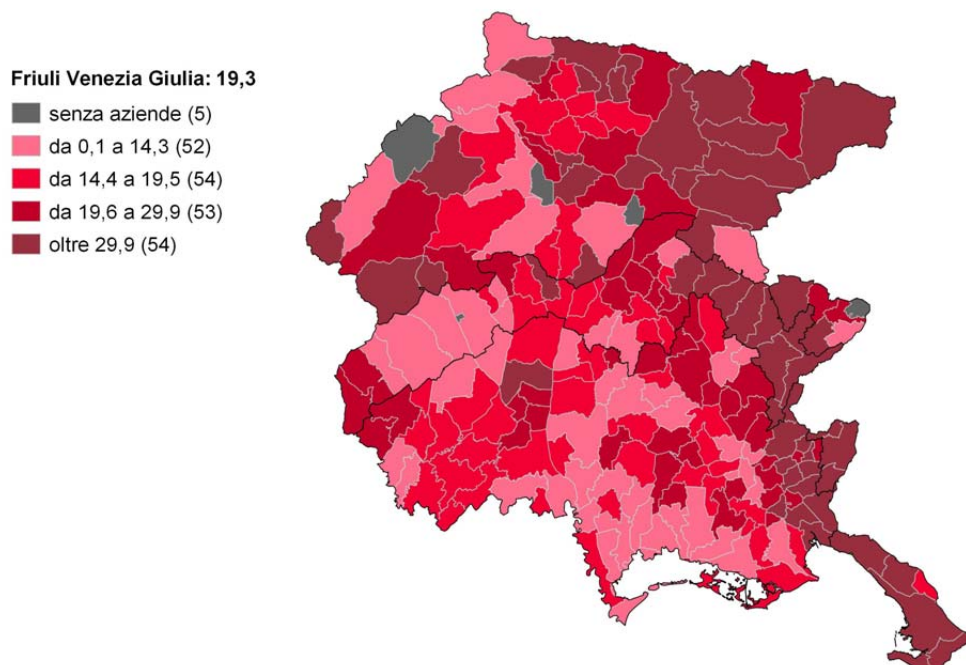 Friuli Venezia Giulia: 19,3
senza aziende (5)
da 0,1 a 14,3 (52)
da 14,4 a 19,5 (54)
da 19,6 a 29,9 (53)
oltre 29,9 (54)